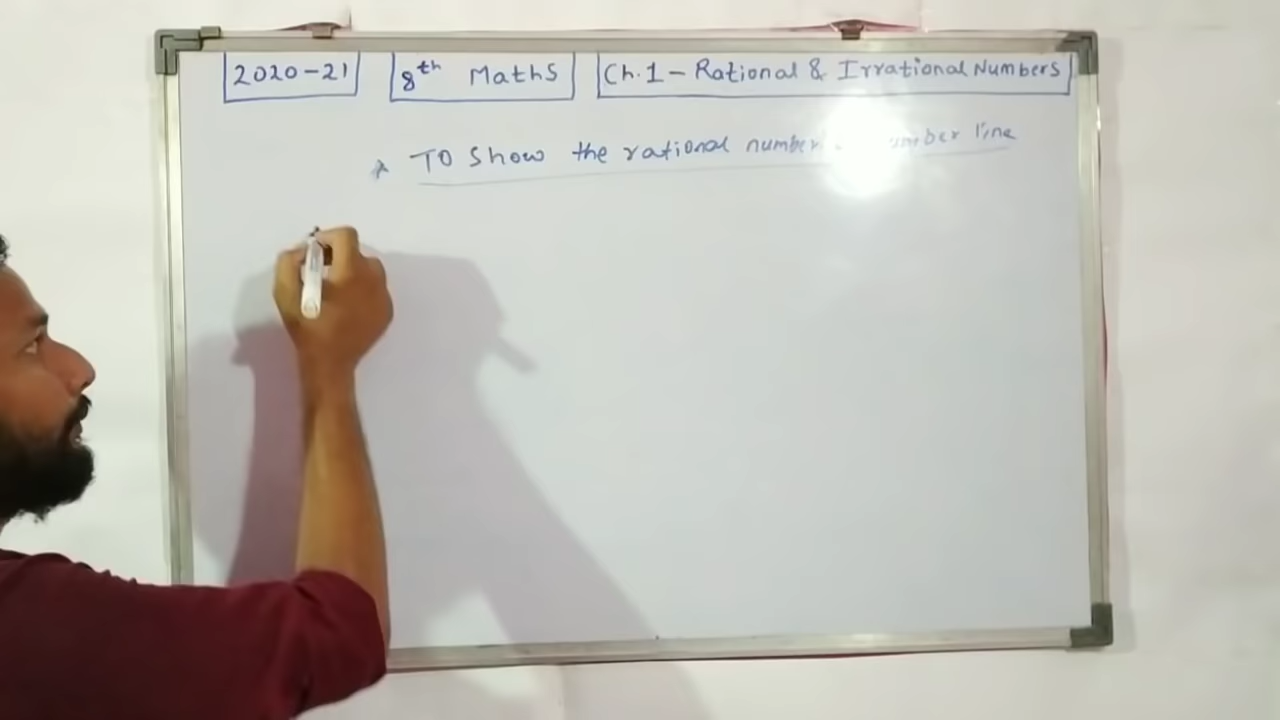 2020-21 8th Maths Ch.1 - Rational & Irrational Numbers
* To Show the rational number number line